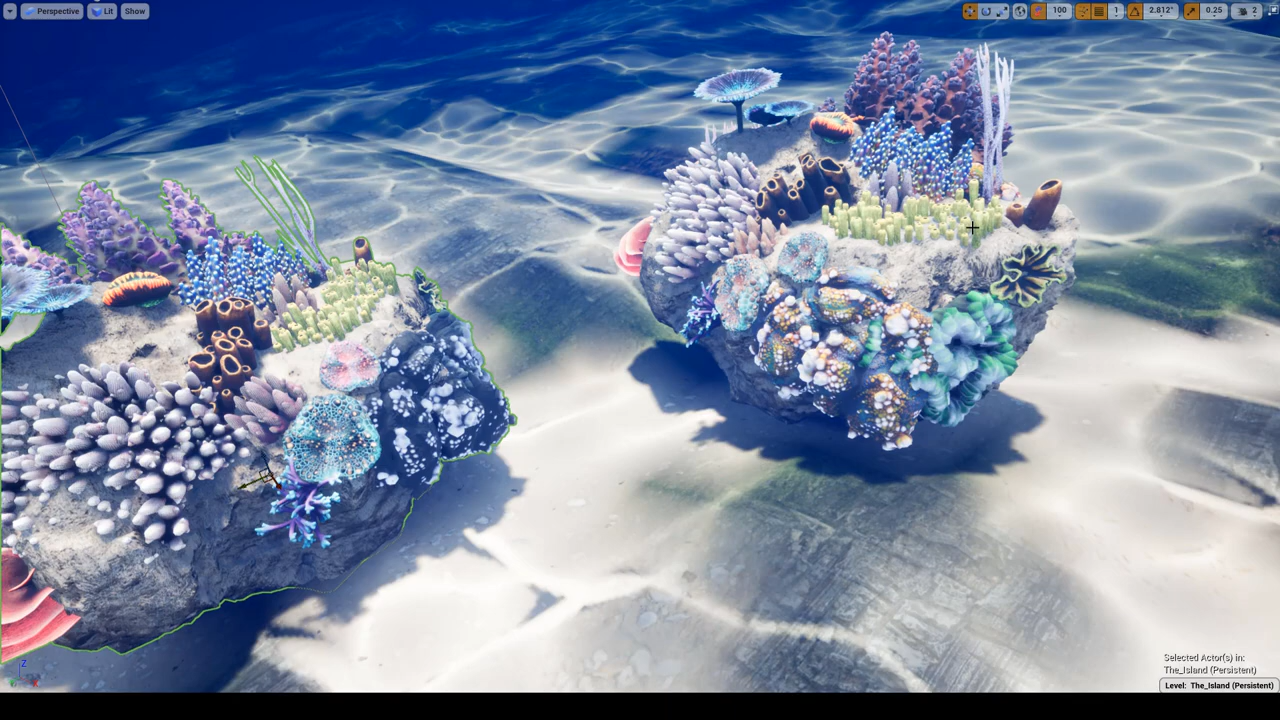 Perspective
Lit
Show
100
1
2.812°
0.25
2
Z
Selected Actor(s) in:
The_Island (Persistent)
Level: The_Island (Persistent)